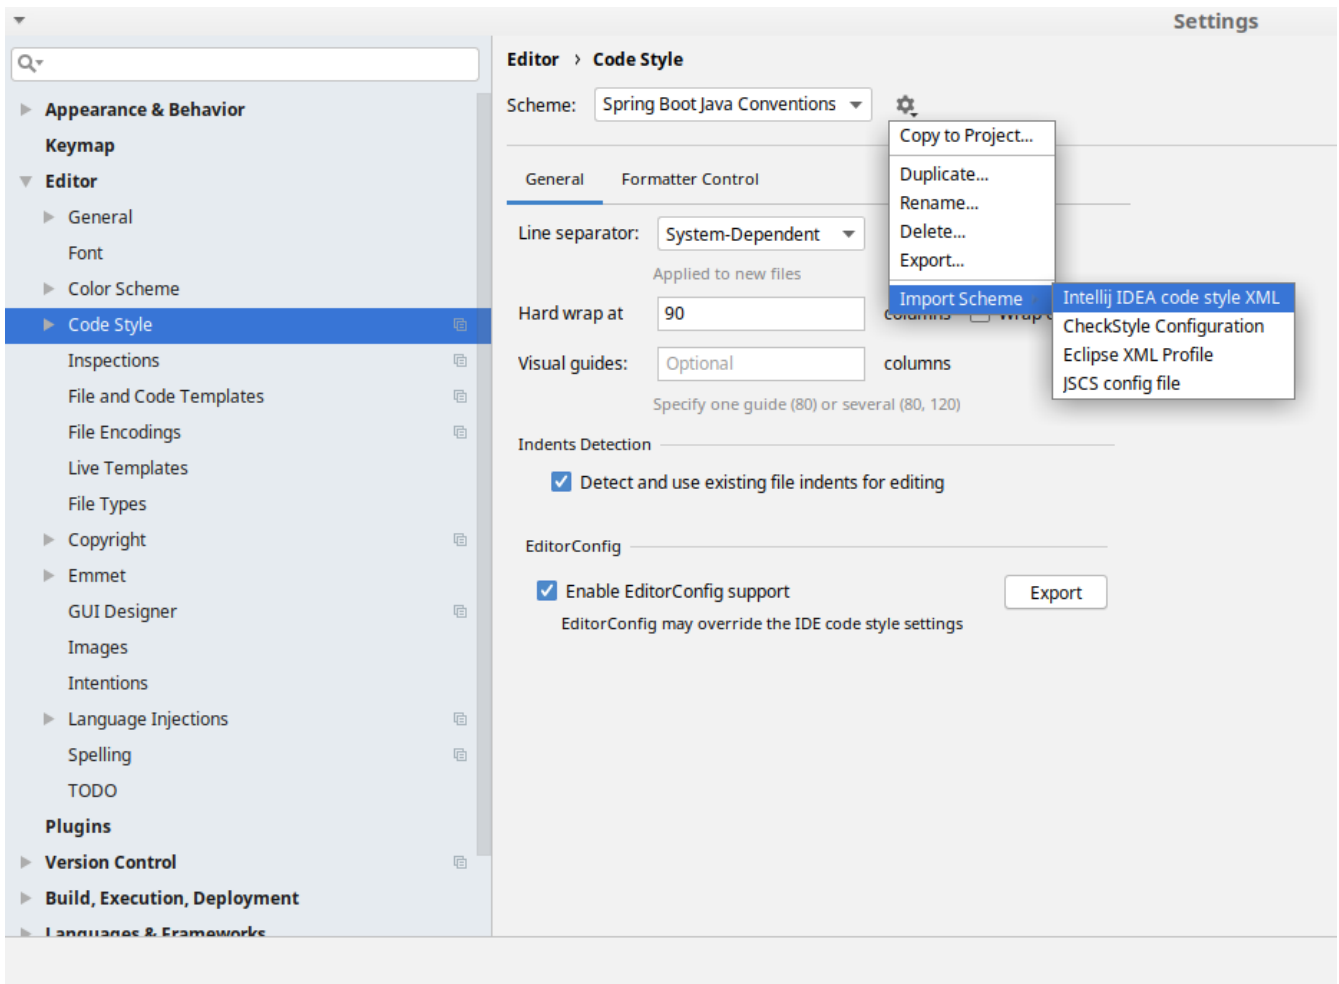 Settings
Appearance & Behavior
Keymap
Editor
General
Font
Color Scheme
Code Style
Inspections
File and Code Templates
File Encodings
Live Templates
File Types
Copyright
Emmet
GUI Designer
Images
Intentions
Language Injections
Spelling
TODO
Plugins
Version Control
Build, Execution, Deployment
Languages & Frameworks
Editor › Code Style
Scheme: Spring Boot Java Conventions
General Formatter Control
Line separator: System-Dependent
Applied to new files
Hard wrap at 90 columns
Visual guides: Optional columns
Specify one guide (80) or several (80, 120)
Indents Detection
Detect and use existing file indents for editing
EditorConfig
Enable EditorConfig support Export
EditorConfig may override the IDE code style settings
Copy to Project...
Duplicate...
Rename...
Delete...
Export...
Import Scheme
Intellij IDEA code style XML
CheckStyle Configuration
Eclipse XML Profile
JSCS config file